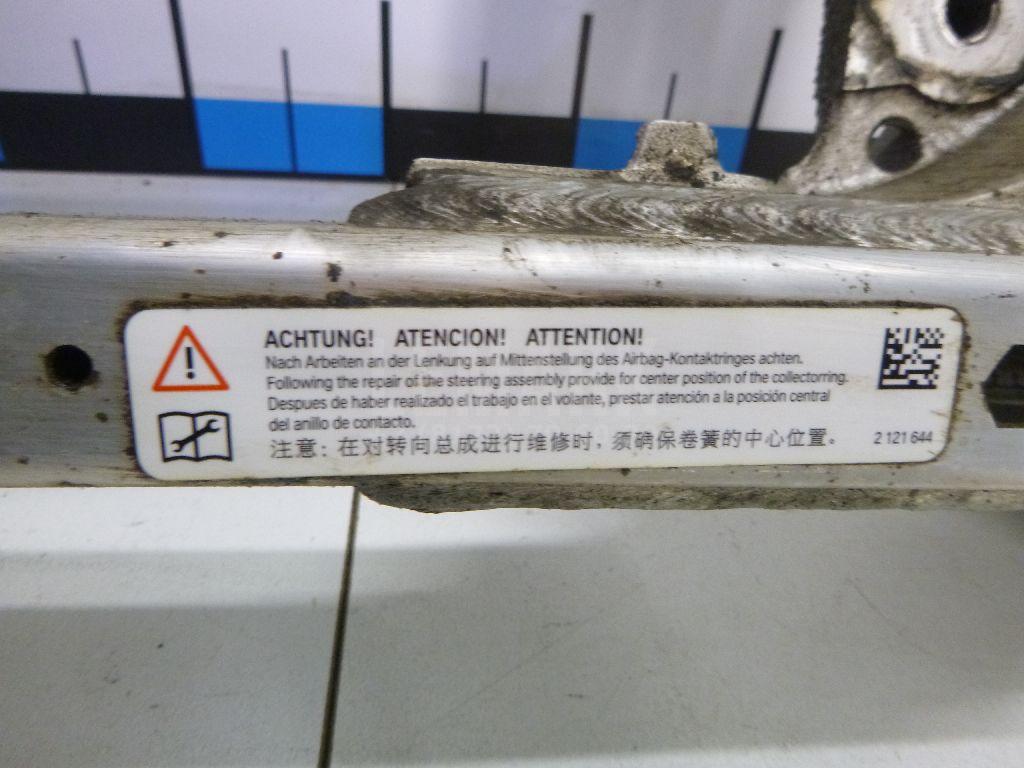 ACHTUNG! ATENCION! ATTENTION!
Nach Arbeiten an der Lenkung auf Mittenstellung des Airbag-Kontaktringes achten.
Following the repair of the steering assembly provide for center position of the collectorring.
Despues de haber realizado el trabajo en el volante, prestar atención a la posición central
del anillo de contacto.
注意：在对转向总成进行维修时，须确保卷簧的中心位置。
2 121 644